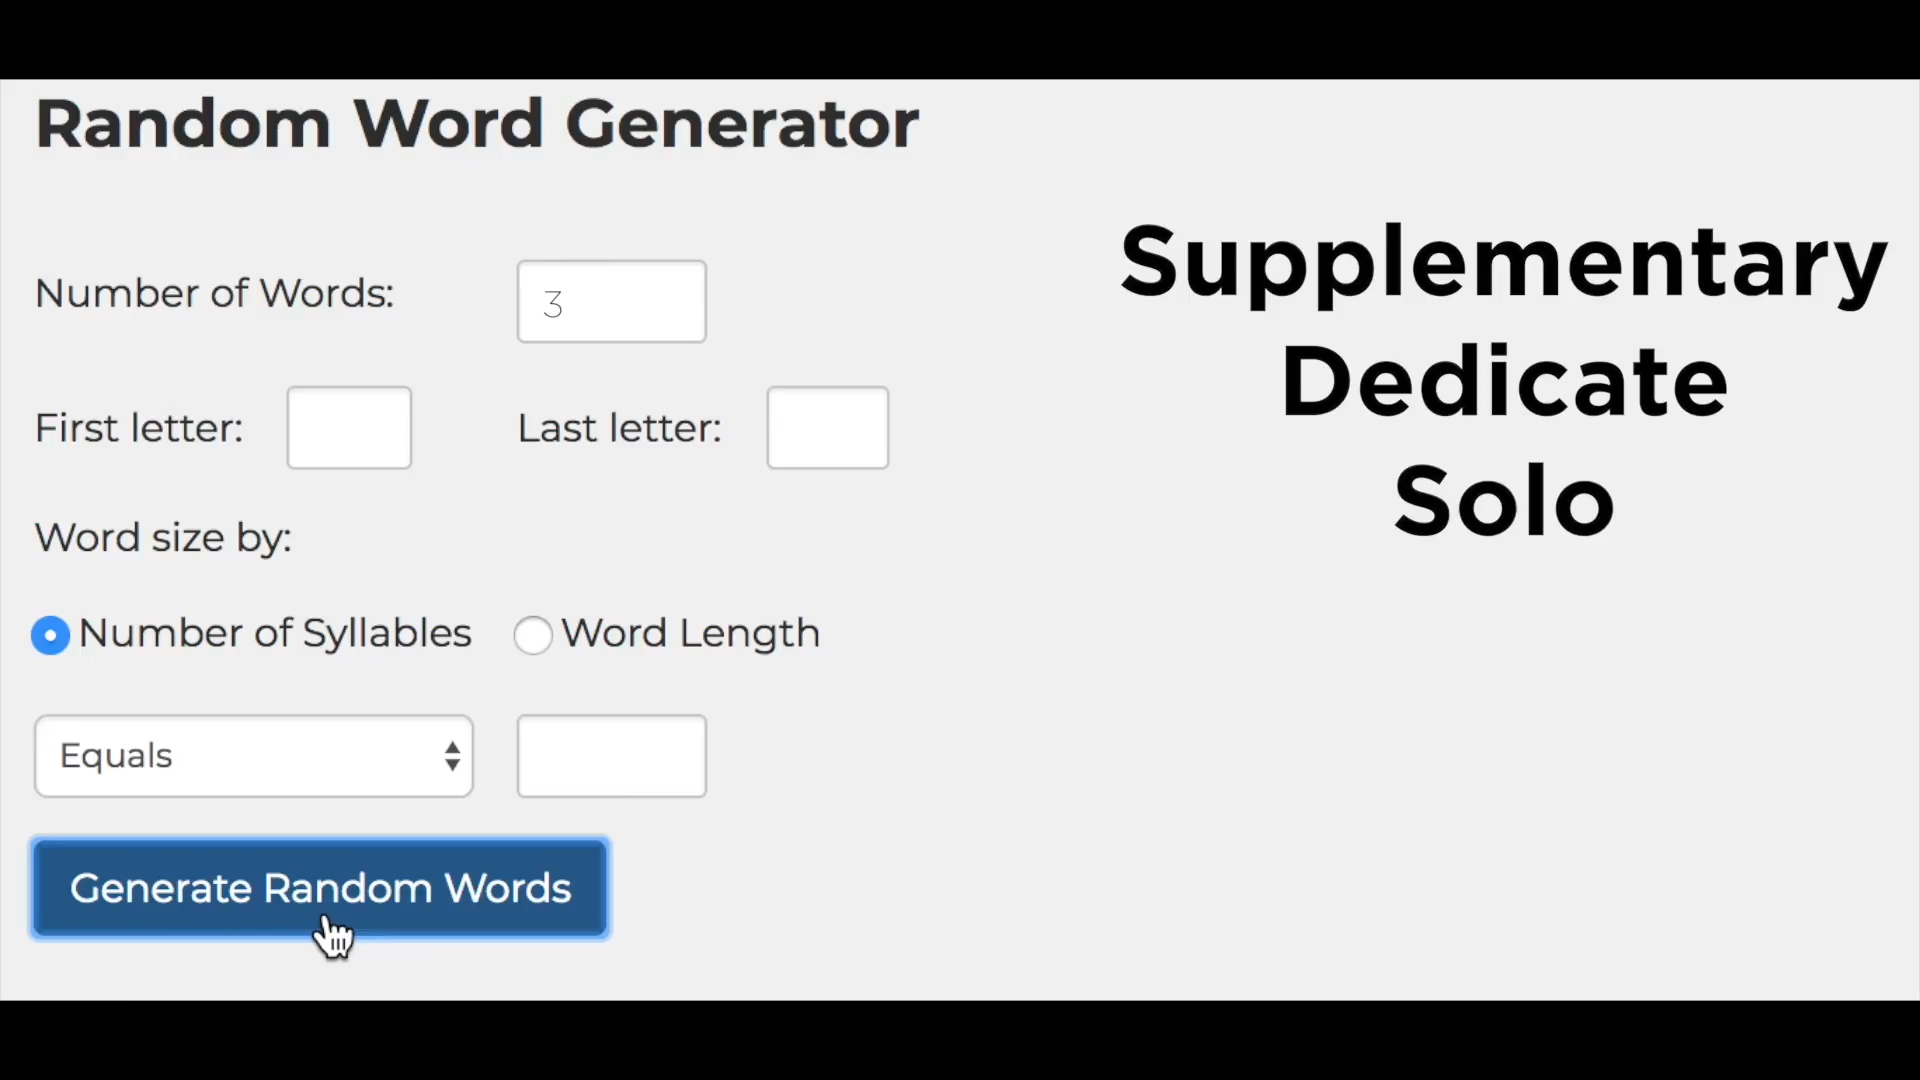 Random Word Generator
Number of Words: 3
First letter: Last letter:
Word size by:
Number of Syllables Word Length
Equals
Generate Random Words
Supplementary
Dedicate
Solo